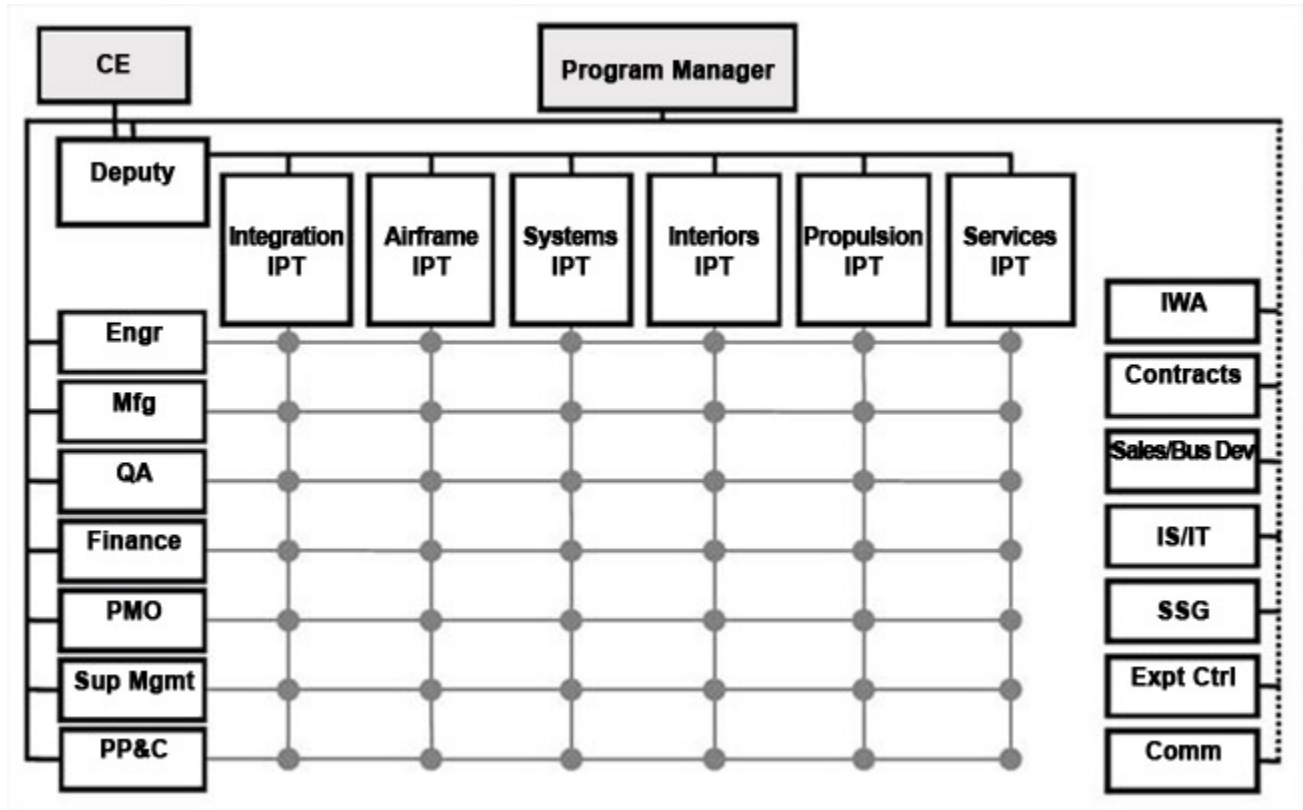 CE
Program Manager
Deputy
Integration
IPT
Airframe
IPT
Systems
IPT
Interiors
IPT
Propulsion
IPT
Services
IPT
Engr
Mfg
QA
Finance
PMO
Sup Mgmt
PP&C
IWA
Contracts
Sales/Bus Dev
IS/IT
SSG
Expt Ctrl
Comm